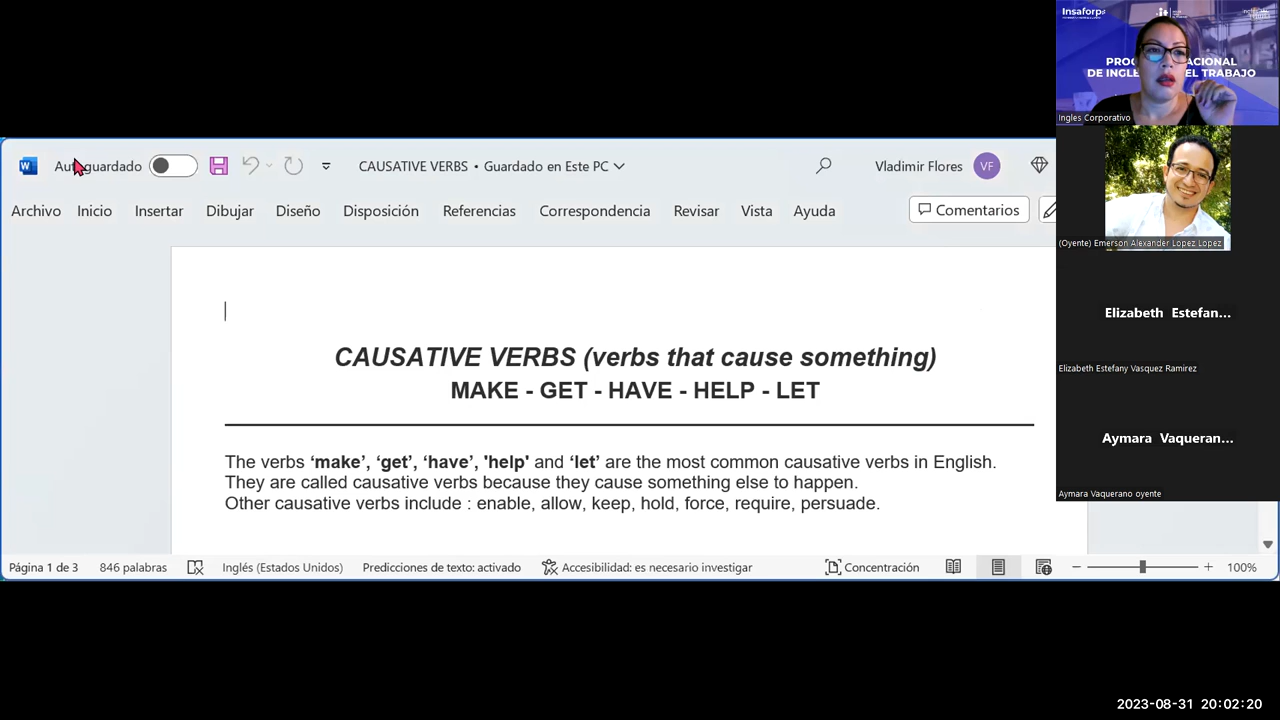 Autoguardado
CAUSATIVE VERBS • Guardado en Este PC
Vladimir Flores
VF
Archivo Inicio Insertar Dibujar Diseño Disposición Referencias Correspondencia Revisar Vista Ayuda
Comentarios
CAUSATIVE VERBS (verbs that cause something)
MAKE - GET - HAVE - HELP - LET
The verbs ‘make’, ‘get’, ‘have’, 'help' and ‘let’ are the most common causative verbs in English.
They are called causative verbs because they cause something else to happen.
Other causative verbs include : enable, allow, keep, hold, force, require, persuade.
Página 1 de 3 846 palabras Inglés (Estados Unidos) Predicciones de texto: activado Accesibilidad: es necesario investigar Concentración 100%
Insaforp
Ingles Corporativo
(Oyente) Emerson Alexander Lopez Lopez
Elizabeth Estefan...
Elizabeth Estefany Vasquez Ramirez
Aymara Vaqueran...
Aymara Vaquerano oyente
2023-08-31 20:02:20